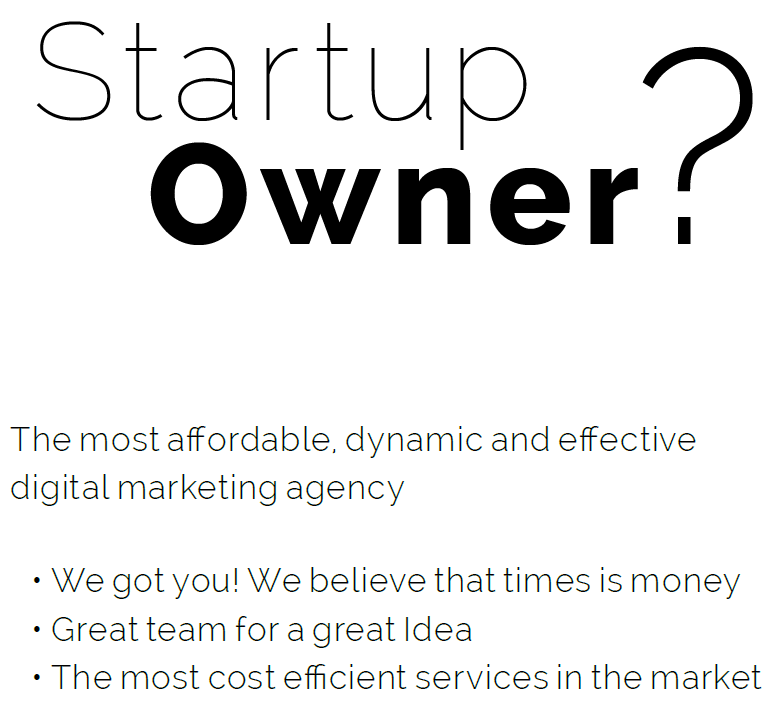 Startup
Owner?
The most affordable, dynamic and effective
digital marketing agency
• We got you! We believe that times is money
• Great team for a great Idea
• The most cost efficient services in the market